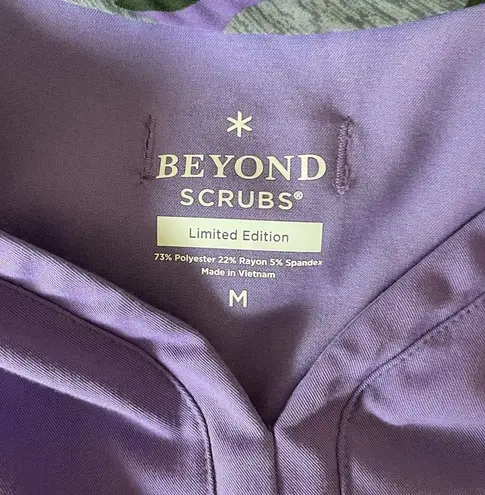 BEYOND
SCRUBS®
Limited Edition
73% Polyester 22% Rayon 5% Spandex
Made in Vietnam
M